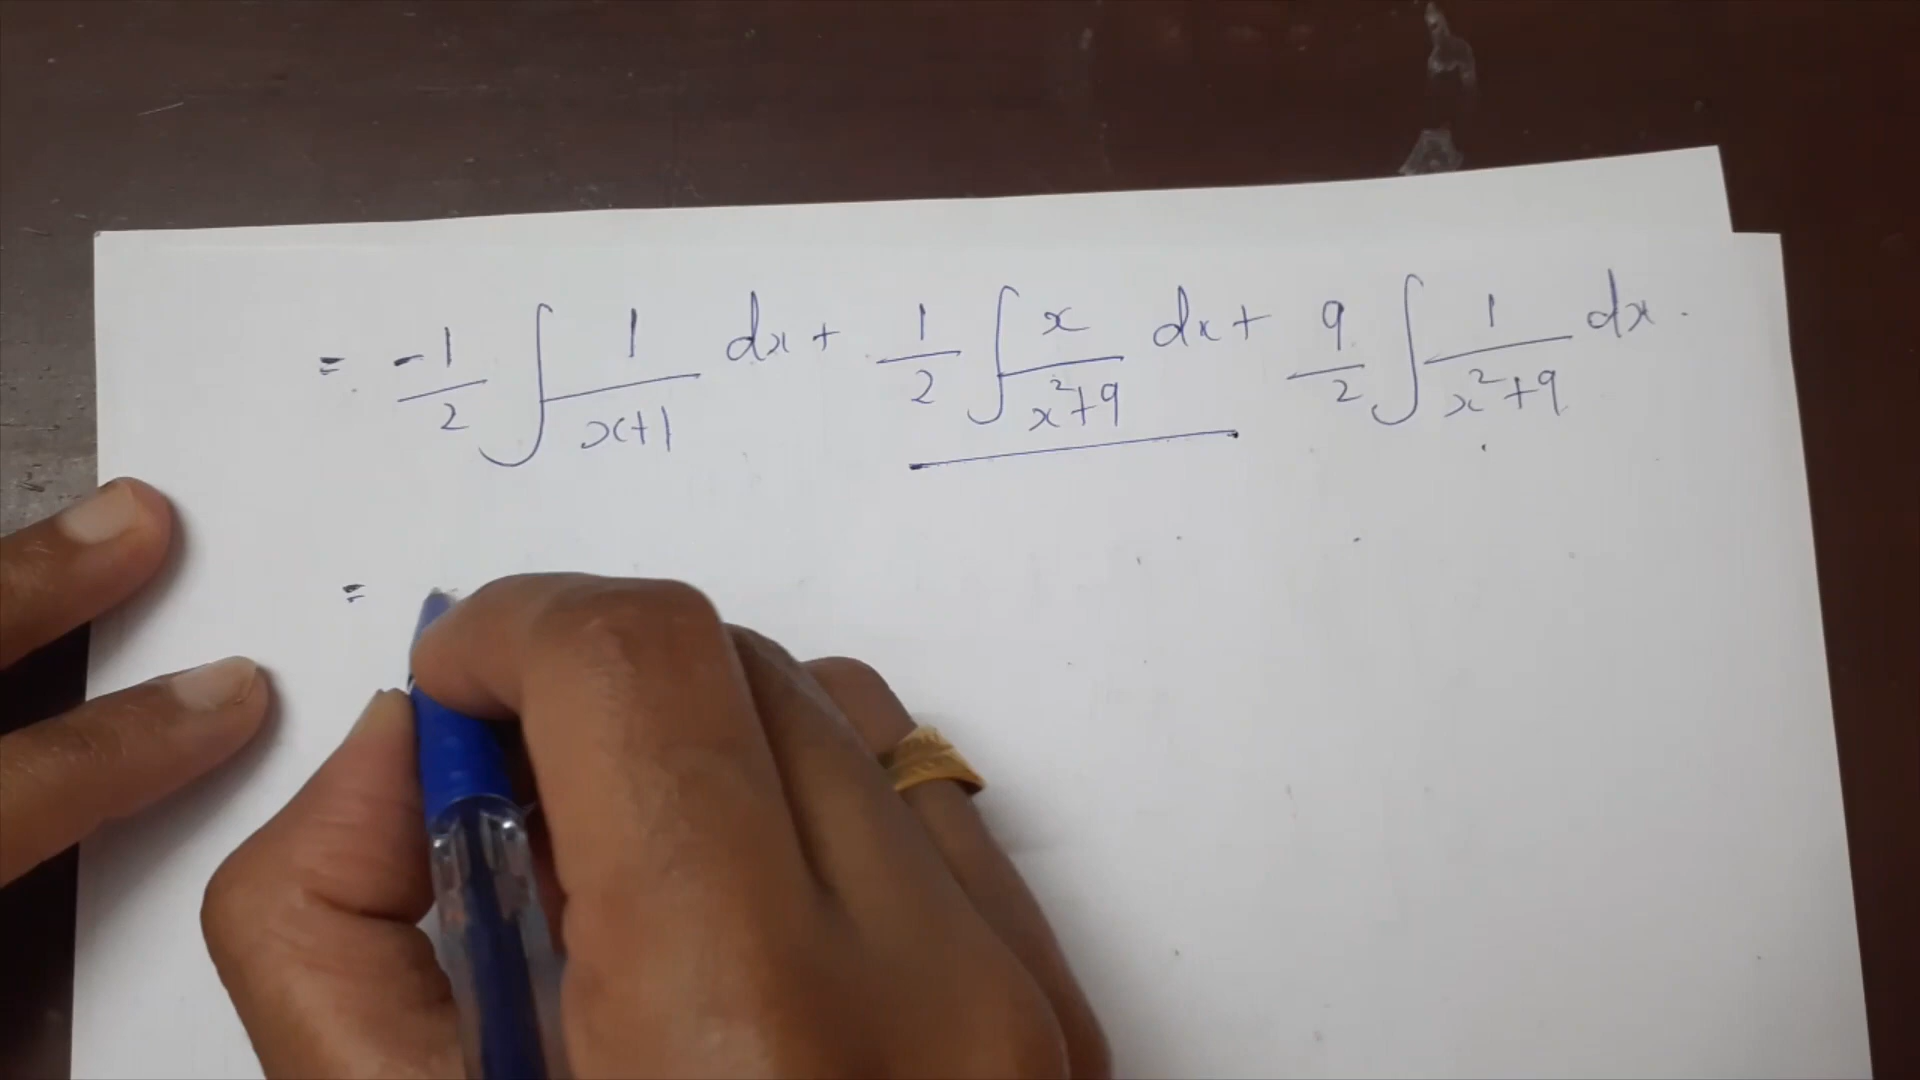 = -1/2 ∫ 1/(x+1) dx + 1/2 ∫ x/(x²+9) dx + 9/2 ∫ 1/(x²+9) dx.
=